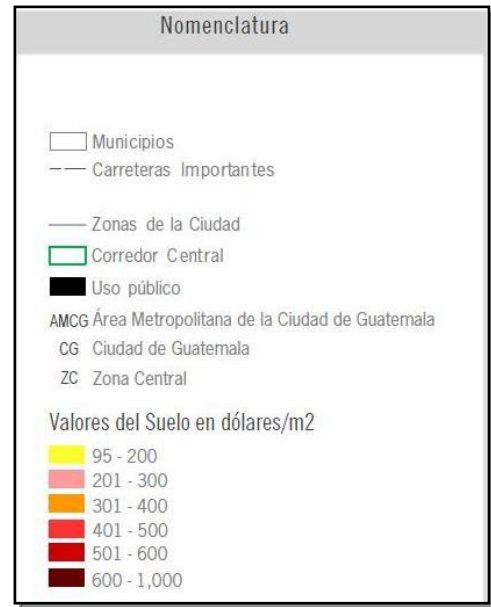 Nomenclatura
Municipios
Carreteras Importantes
Zonas de la Ciudad
Corredor Central
Uso público
AMCG Área Metropolitana de la Ciudad de Guatemala
CG Ciudad de Guatemala
ZC Zona Central
Valores del Suelo en dólares/m2
95 - 200
201 - 300
301 - 400
401 - 500
501 - 600
600 - 1,000